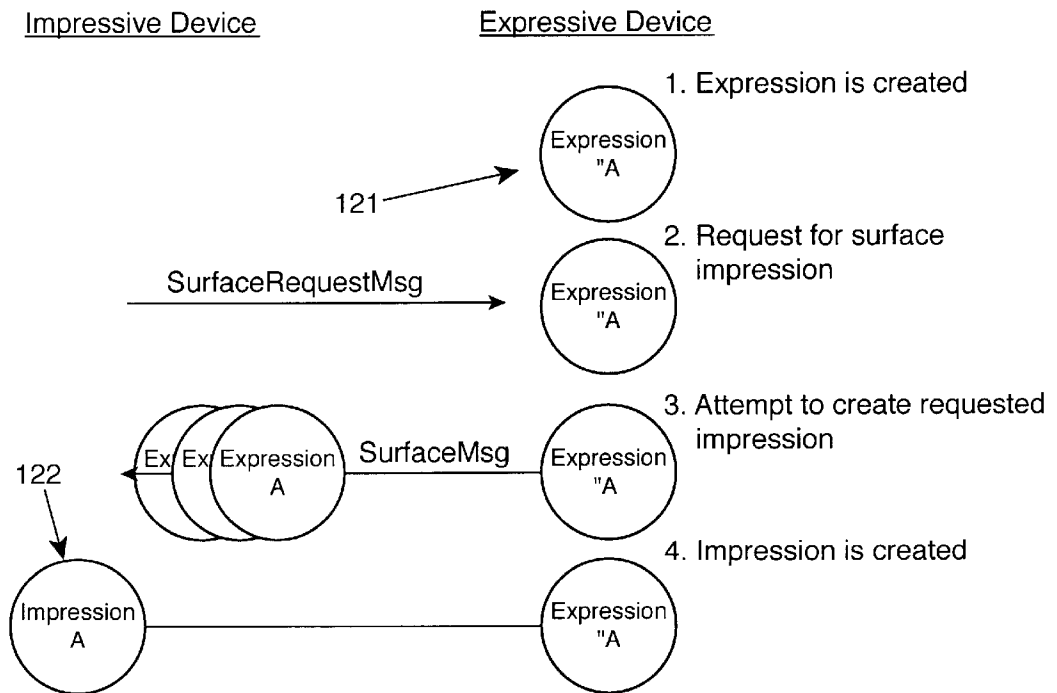 Impressive Device
Expressive Device
1. Expression is created
Expression
"A
121
2. Request for surface
impression
SurfaceRequestMsg
Expression
"A
3. Attempt to create requested
impression
Ex
Ex
Expression
A
SurfaceMsg
Expression
"A
122
4. Impression is created
Impression
A
Expression
"A